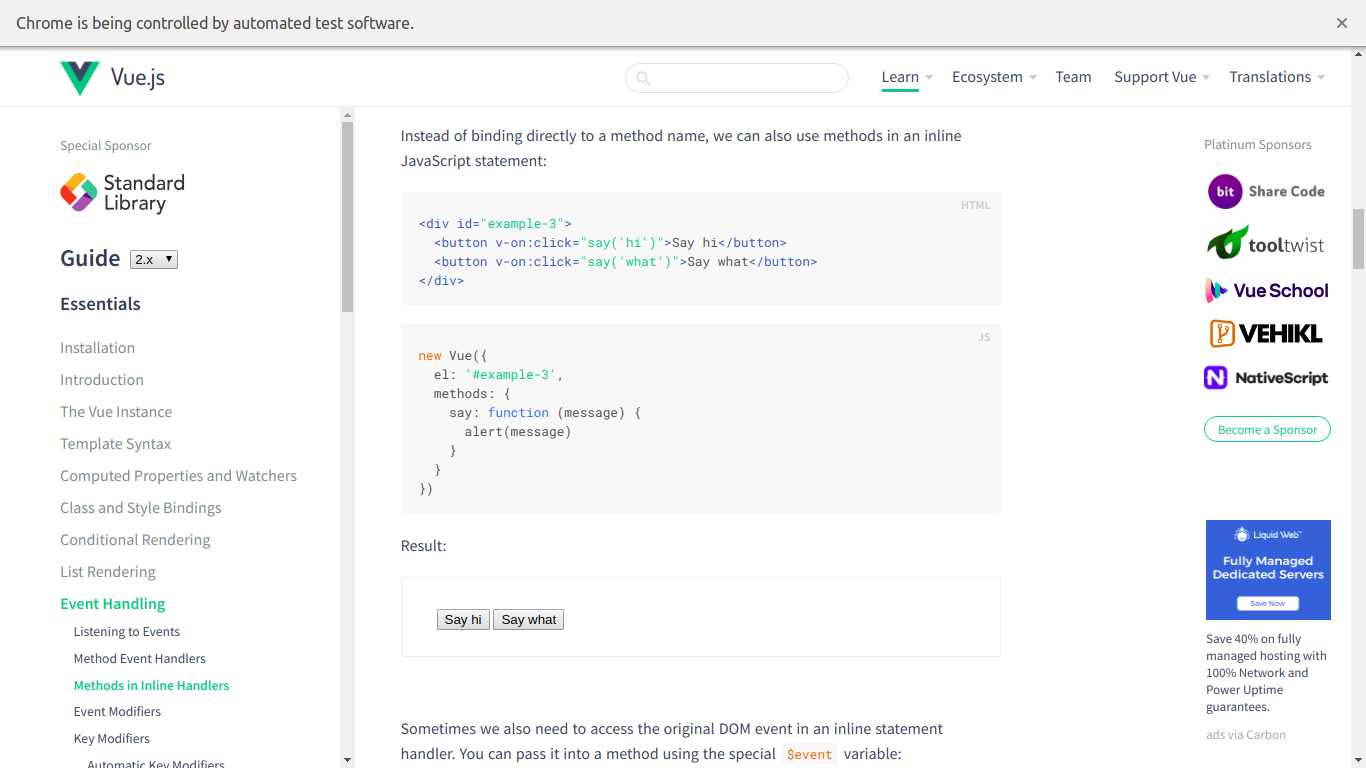 Chrome is being controlled by automated test software.
Vue.js
Learn
Ecosystem
Team
Support Vue
Translations
Special Sponsor
Standard
Library
Guide 2.x
Essentials
Installation
Introduction
The Vue Instance
Template Syntax
Computed Properties and Watchers
Class and Style Bindings
Conditional Rendering
List Rendering
Event Handling
Listening to Events
Method Event Handlers
Methods in Inline Handlers
Event Modifiers
Key Modifiers
Automatic Key Modifiers
Instead of binding directly to a method name, we can also use methods in an inline
JavaScript statement:
HTML
<div id="example-3">
  <button v-on:click="say('hi')">Say hi</button>
  <button v-on:click="say('what')">Say what</button>
</div>
JS
new Vue({
  el: '#example-3',
  methods: {
    say: function (message) {
      alert(message)
    }
  }
})
Result:
Say hi Say what
Sometimes we also need to access the original DOM event in an inline statement
handler. You can pass it into a method using the special $event variable:
Platinum Sponsors
bit Share Code
tooltwist
Vue School
VEHIKL
NativeScript
Become a Sponsor
Liquid Web
Fully Managed
Dedicated Servers
Save Now
Save 40% on fully
managed hosting with
100% Network and
Power Uptime
guarantees.
ads via Carbon